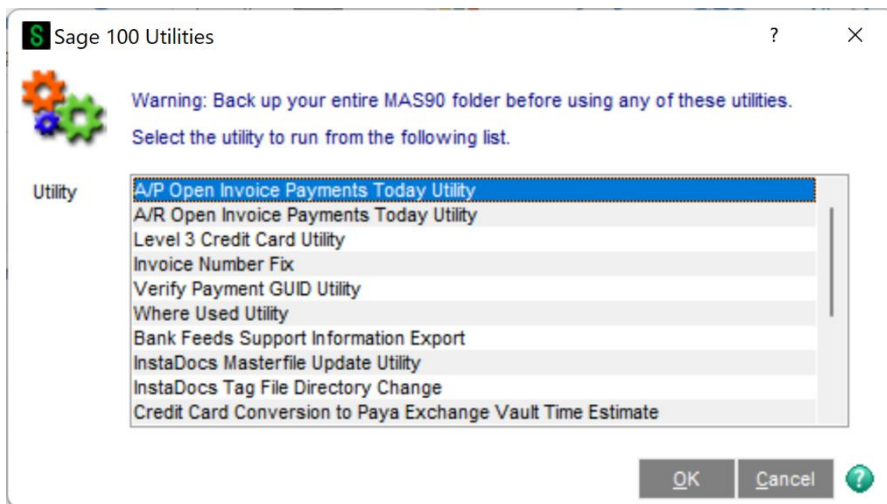 Sage 100 Utilities
Warning: Back up your entire MAS90 folder before using any of these utilities.
Select the utility to run from the following list.
Utility
A/P Open Invoice Payments Today Utility
A/R Open Invoice Payments Today Utility
Level 3 Credit Card Utility
Invoice Number Fix
Verify Payment GUID Utility
Where Used Utility
Bank Feeds Support Information Export
InstaDocs Masterfile Update Utility
InstaDocs Tag File Directory Change
Credit Card Conversion to Paya Exchange Vault Time Estimate
OK Cancel